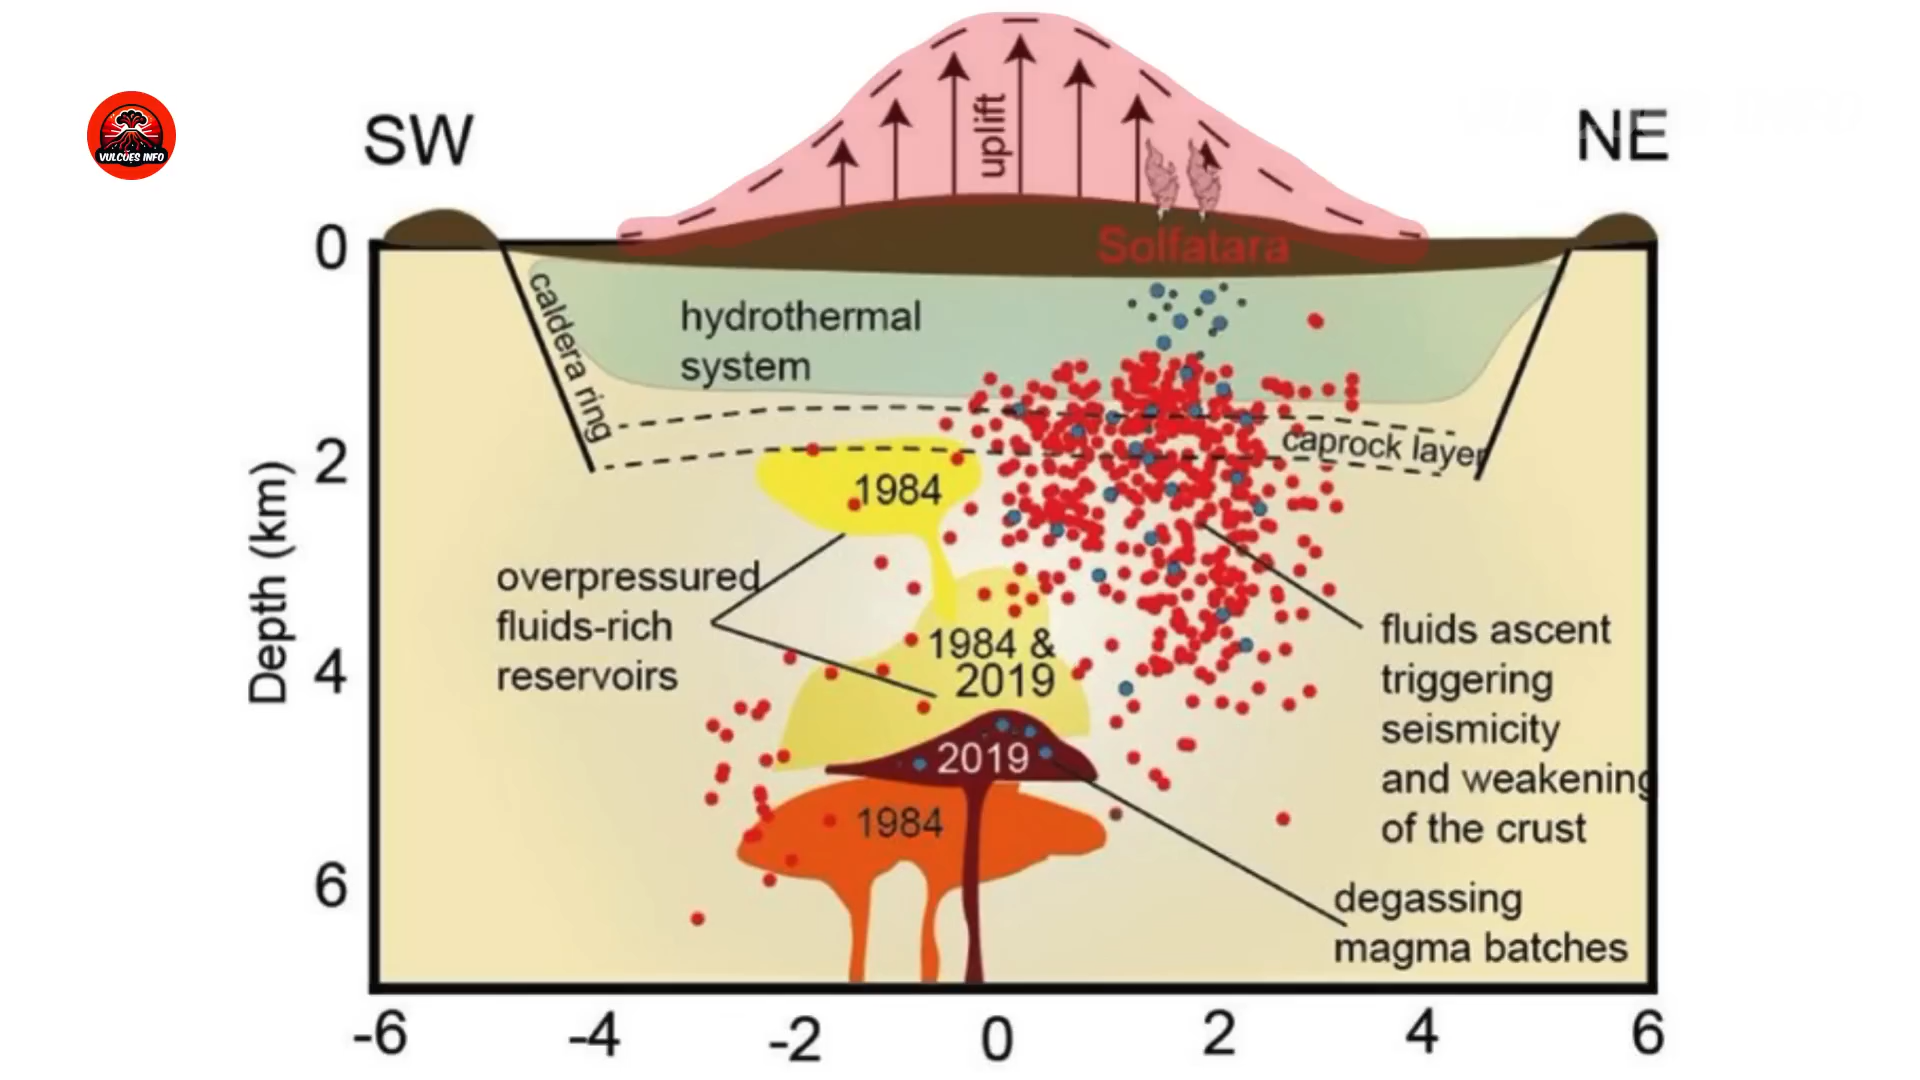 VULCÕES INFO
SW
NE
uplift
Solfatara
0
2
4
6
Depth (km)
caldera ring
hydrothermal
system
caprock layer
1984
overpressured
fluids-rich
reservoirs
1984 &
2019
2019
1984
fluids ascent
triggering
seismicity
and weakening
of the crust
degassing
magma batches
-6
-4
-2
0
2
4
6